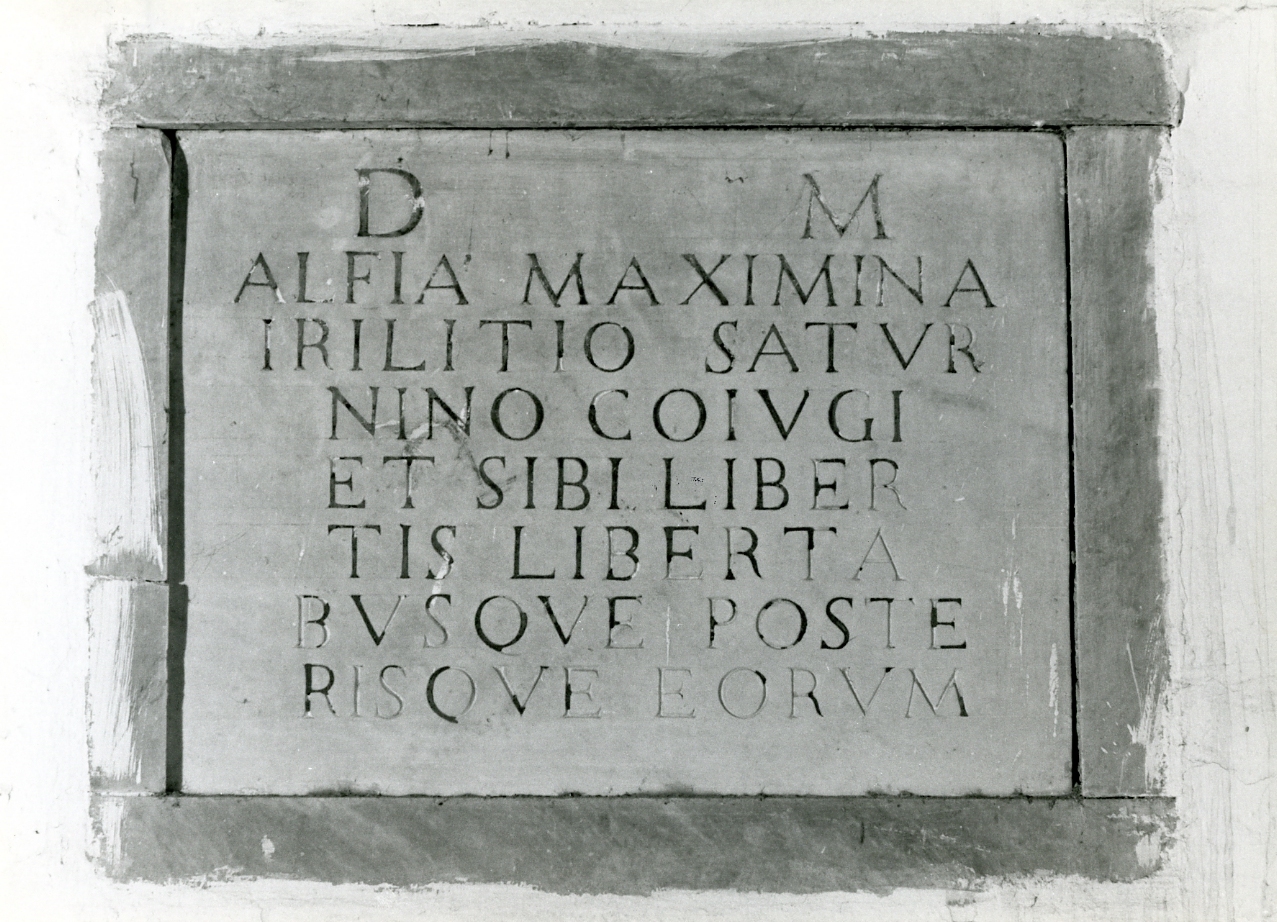 D M
ALFIA MAXIMINA
IRILITIO SATVR
NINO COIVGI
ET SIBI LIBER
TIS LIBERTA
BVSQVE POSTE
RISQVE EORVM